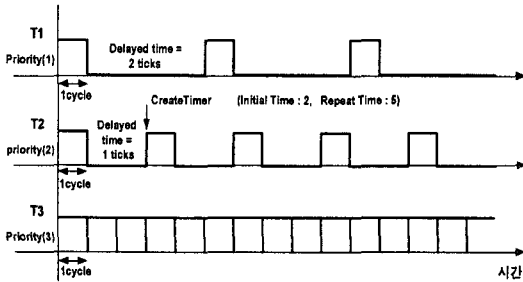 T1
Priority(1)
Delayed time =
2 ticks
1cycle
CreateTimer (Initial Time : 2, Repeat Time : 5)
T2
priority(2)
Delayed
time =
1 ticks
1cycle
T3
Priority(3)
1cycle
시간